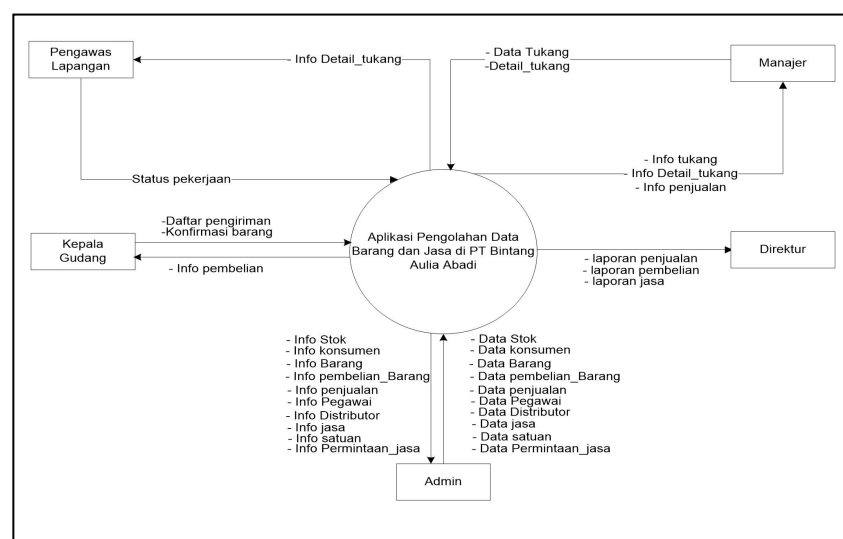 Pengawas
Lapangan
- Info Detail_tukang
- Data Tukang
-Detail_tukang
Manajer
Status pekerjaan
- Info tukang
- Info Detail_tukang
- Info penjualan
Kepala
Gudang
-Daftar pengiriman
-Konfirmasi barang
- Info pembelian
Aplikasi Pengolahan Data
Barang dan Jasa di PT Bintang
Aulia Abadi
- laporan penjualan
- laporan pembelian
- laporan jasa
Direktur
- Info Stok
- Info konsumen
- Info Barang
- Info pembelian_Barang
- Info penjualan
- Info Pegawai
- Info Distributor
- Info jasa
- Info satuan
- Info Permintaan_jasa
- Data Stok
- Data konsumen
- Data Barang
- Data pembelian_Barang
- Data penjualan
- Data Pegawai
- Data Distributor
- Data jasa
- Data satuan
- Data Permintaan_jasa
Admin